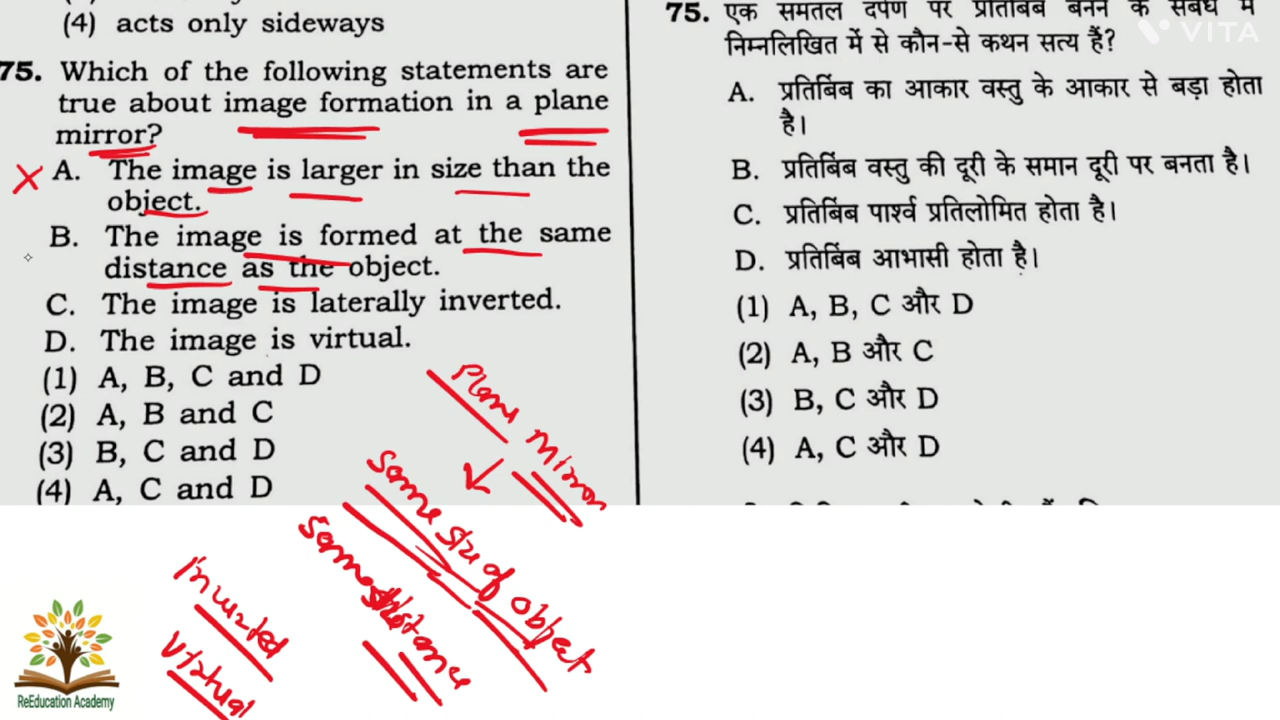 (4) acts only sideways
75. Which of the following statements are
true about image formation in a plane
mirror?
A. The image is larger in size than the
object.
B. The image is formed at the same
distance as the object.
C. The image is laterally inverted.
D. The image is virtual.
(1) A, B, C and D
(2) A, B and C
(3) B, C and D
(4) A, C and D
75. एक समतल दर्पण पर प्रतिबिंब बनने के संबंध में
निम्नलिखित में से कौन-से कथन सत्य हैं?
A. प्रतिबिंब का आकार वस्तु के आकार से बड़ा होता
है।
B. प्रतिबिंब वस्तु की दूरी के समान दूरी पर बनता है।
C. प्रतिबिंब पार्श्व प्रतिलोमित होता है।
D. प्रतिबिंब आभासी होता है।
(1) A, B, C और D
(2) A, B और C
(3) B, C और D
(4) A, C और D
VITA
Plane Mirror
Same size of object
Same distance
Inverted
Virtual
ReEducation Academy